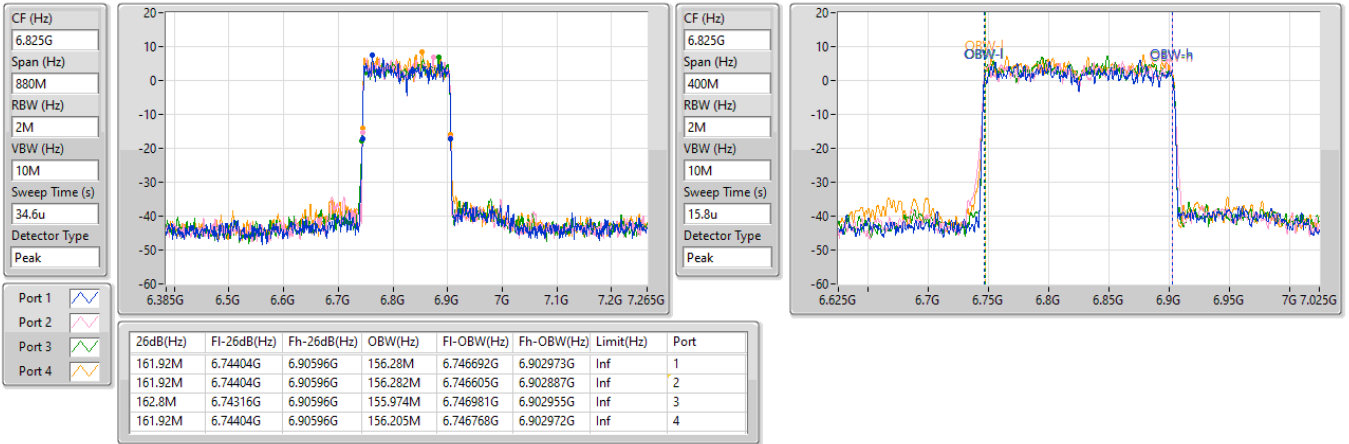 CF (Hz)
6.825G
Span (Hz)
880M
RBW (Hz)
2M
VBW (Hz)
10M
Sweep Time (s)
34.6u
Detector Type
Peak
20
10
0
-10
-20
-30
-40
-50
-60
6.385G 6.5G 6.6G 6.7G 6.8G 6.9G 7G 7.1G 7.2G 7.265G
CF (Hz)
6.825G
Span (Hz)
400M
RBW (Hz)
2M
VBW (Hz)
10M
Sweep Time (s)
15.8u
Detector Type
Peak
20
10
0
-10
-20
-30
-40
-50
-60
OBW-l
OBW-l
OBW-h
6.625G 6.7G 6.75G 6.8G 6.85G 6.9G 6.95G 7G 7.025G
Port 1
Port 2
Port 3
Port 4
26dB(Hz) Fl-26dB(Hz) Fh-26dB(Hz) OBW(Hz) Fl-OBW(Hz) Fh-OBW(Hz) Limit(Hz) Port
161.92M 6.74404G 6.90596G 156.28M 6.746692G 6.902973G Inf 1
161.92M 6.74404G 6.90596G 156.282M 6.746605G 6.902887G Inf 2
162.8M 6.74316G 6.90596G 155.974M 6.746981G 6.902955G Inf 3
161.92M 6.74404G 6.90596G 156.205M 6.746768G 6.902972G Inf 4